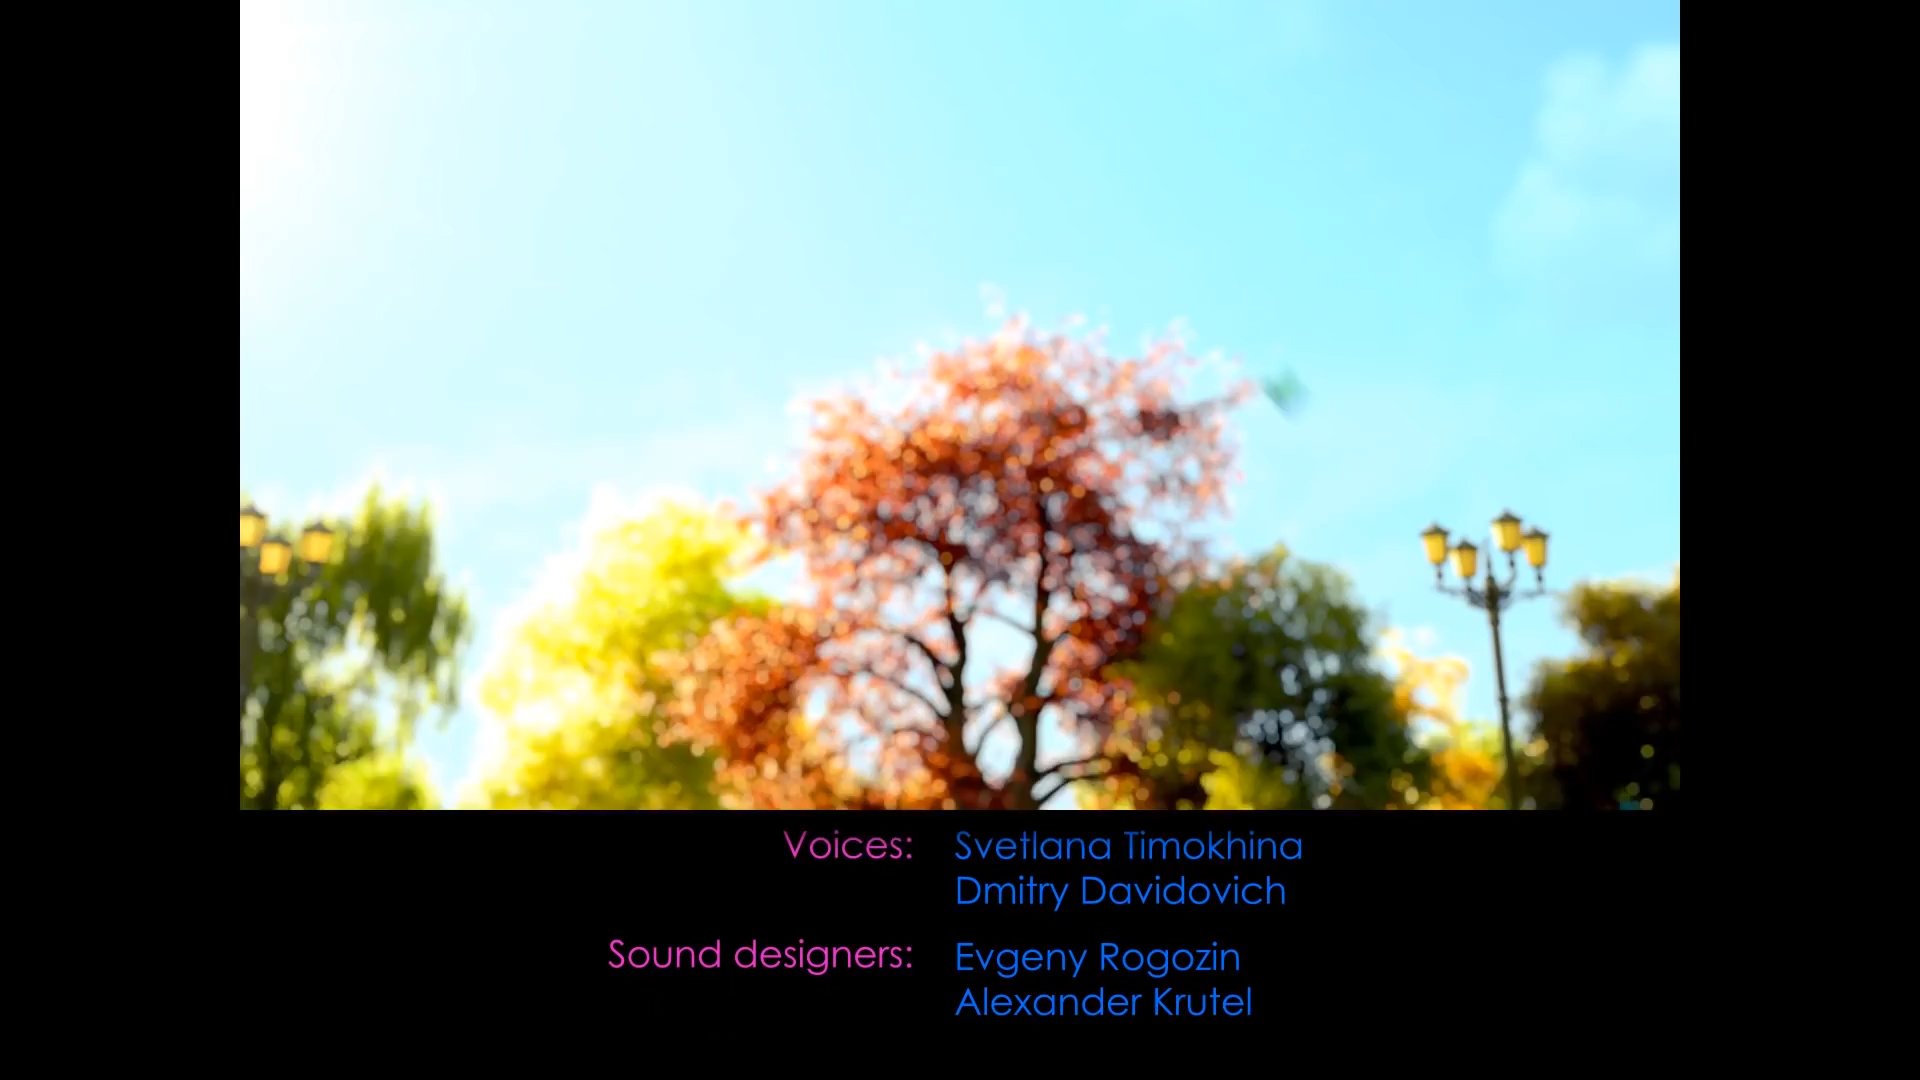 Voices: Svetlana Timokhina
Dmitry Davidovich
Sound designers: Evgeny Rogozin
Alexander Krutel